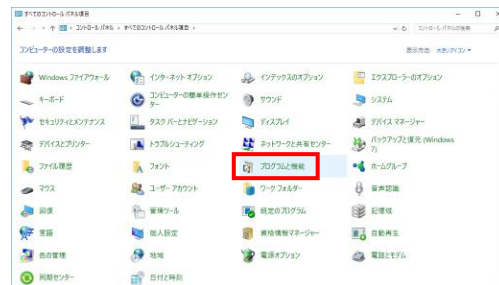 すべてのコントロール パネル項目
すべてのコントロール パネル項目
コントロール パネルの検索
コンピューターの設定を調整します
表示方法: 大きいアイコン
Windows ファイアウォール
インターネット オプション
インデックスのオプション
エクスプローラーのオプション
キーボード
コンピューターの簡単操作セン
ター
サウンド
システム
セキュリティとメンテナンス
タスク バーとナビゲーション
ディスプレイ
デバイス マネージャー
デバイスとプリンター
トラブルシューティング
ネットワークと共有センター
バックアップと復元 (Windows
7)
ファイル履歴
フォント
プログラムと機能
ホームグループ
マウス
ユーザー アカウント
ワーク フォルダー
音声認識
回復
管理ツール
既定のプログラム
記憶域
言語
個人設定
資格情報マネージャー
自動再生
色の管理
地域
電源オプション
電話とモデム
同期センター
日付と時刻